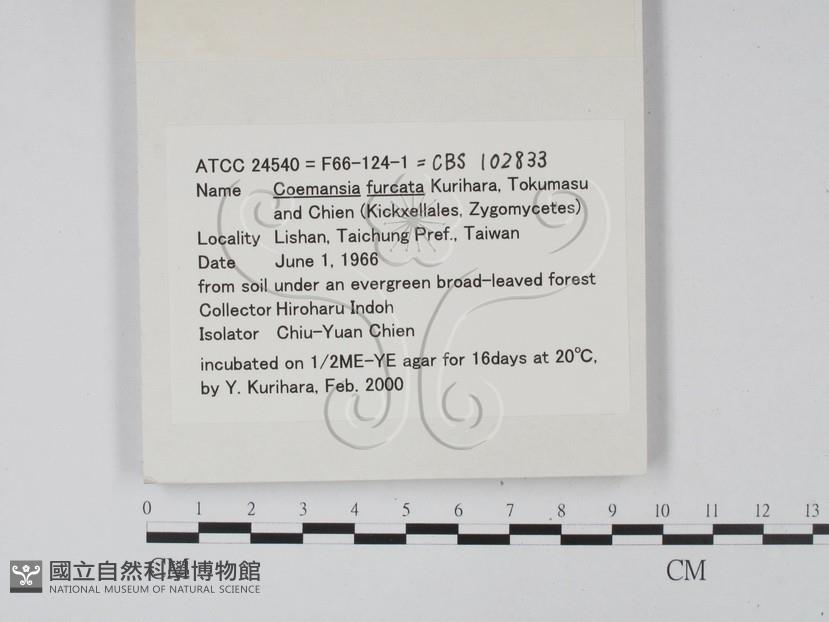 ATCC 24540 = F66-124-1 = CBS 102833
Name Coemansia furcata Kurihara, Tokumasu
and Chien (Kickxellales, Zygomycetes)
Locality Lishan, Taichung Pref., Taiwan
Date June 1, 1966
from soil under an evergreen broad-leaved forest
Collector Hiroharu Indoh
Isolator Chiu-Yuan Chien
incubated on 1/2ME-YE agar for 16days at 20℃,
by Y. Kurihara, Feb. 2000
0 1 2 3 4 5 6 7 8 9 10 11 12 13
CM CM
國立自然科學博物館
NATIONAL MUSEUM OF NATURAL SCIENCE